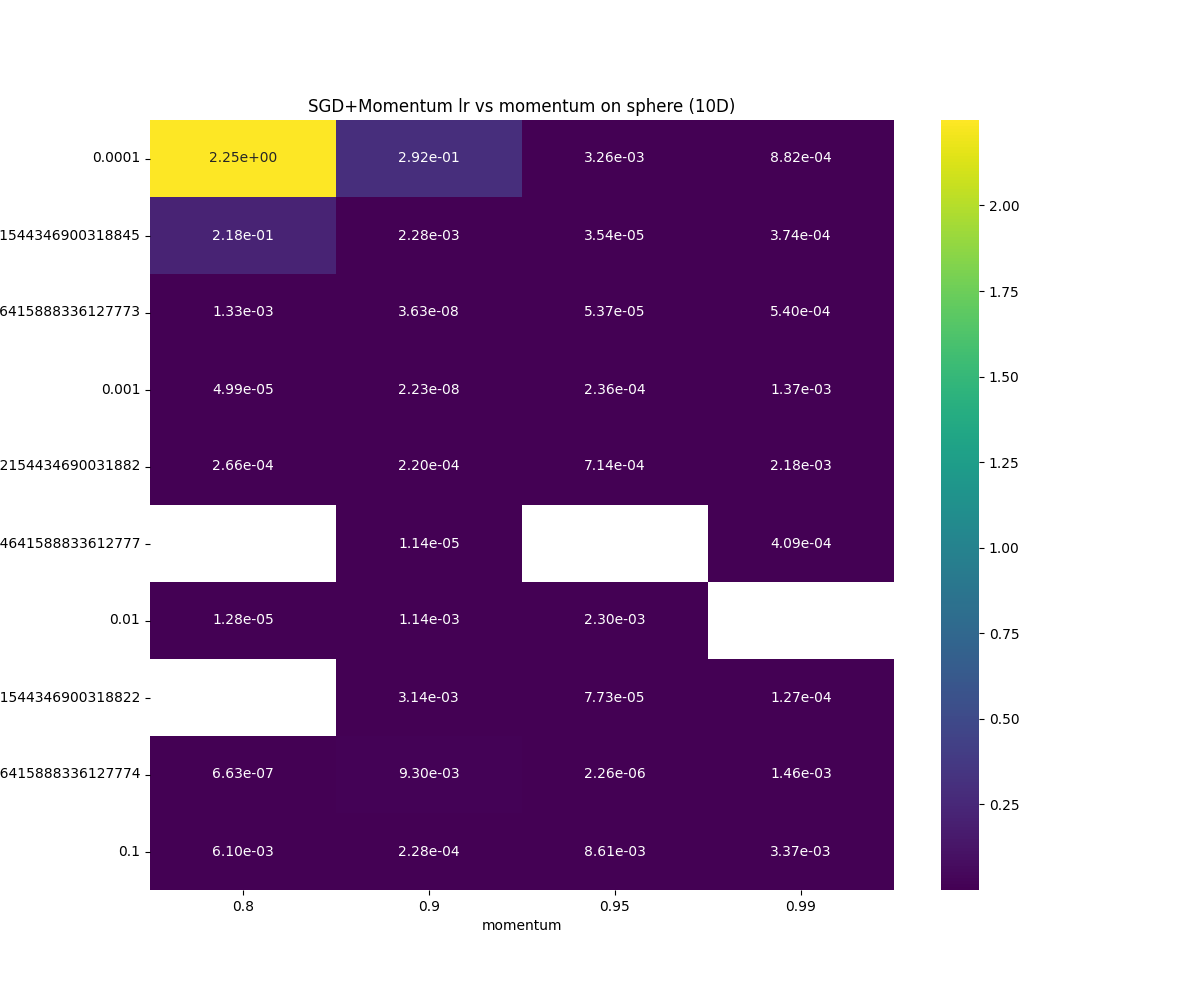 SGD+Momentum lr vs momentum on sphere (10D)
0.0001 2.25e+00 2.92e-01 3.26e-03 8.82e-04
1544346900318845 2.18e-01 2.28e-03 3.54e-05 3.74e-04
6415888336127773 1.33e-03 3.63e-08 5.37e-05 5.40e-04
0.001 4.99e-05 2.23e-08 2.36e-04 1.37e-03
2154434690031882 2.66e-04 2.20e-04 7.14e-04 2.18e-03
4641588833612777 1.14e-05 4.09e-04
0.01 1.28e-05 1.14e-03 2.30e-03
1544346900318822 3.14e-03 7.73e-05 1.27e-04
6415888336127774 6.63e-07 9.30e-03 2.26e-06 1.46e-03
0.1 6.10e-03 2.28e-04 8.61e-03 3.37e-03
0.8 0.9 0.95 0.99
momentum
2.00
1.75
1.50
1.25
1.00
0.75
0.50
0.25